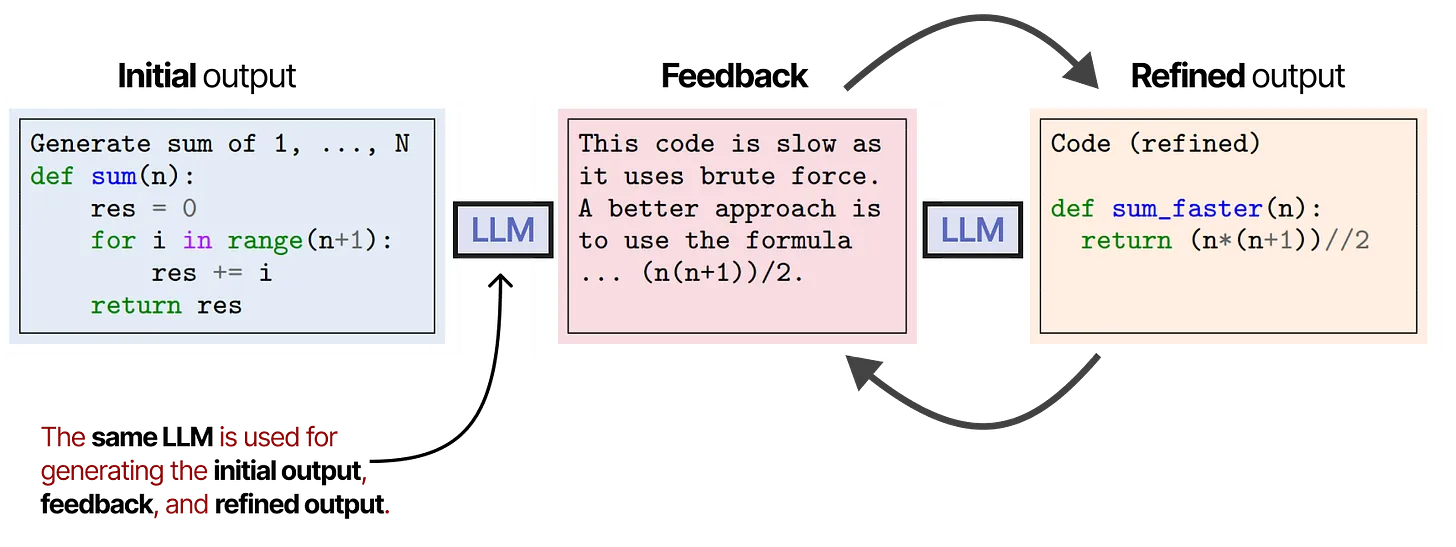 Initial output
Generate sum of 1, ..., N
def sum(n):
    res = 0
    for i in range(n+1):
        res += i
    return res
LLM
Feedback
This code is slow as
it uses brute force.
A better approach is
to use the formula
... (n(n+1))/2.
LLM
Refined output
Code (refined)
def sum_faster(n):
  return (n*(n+1))//2
The same LLM is used for
generating the initial output,
feedback, and refined output.